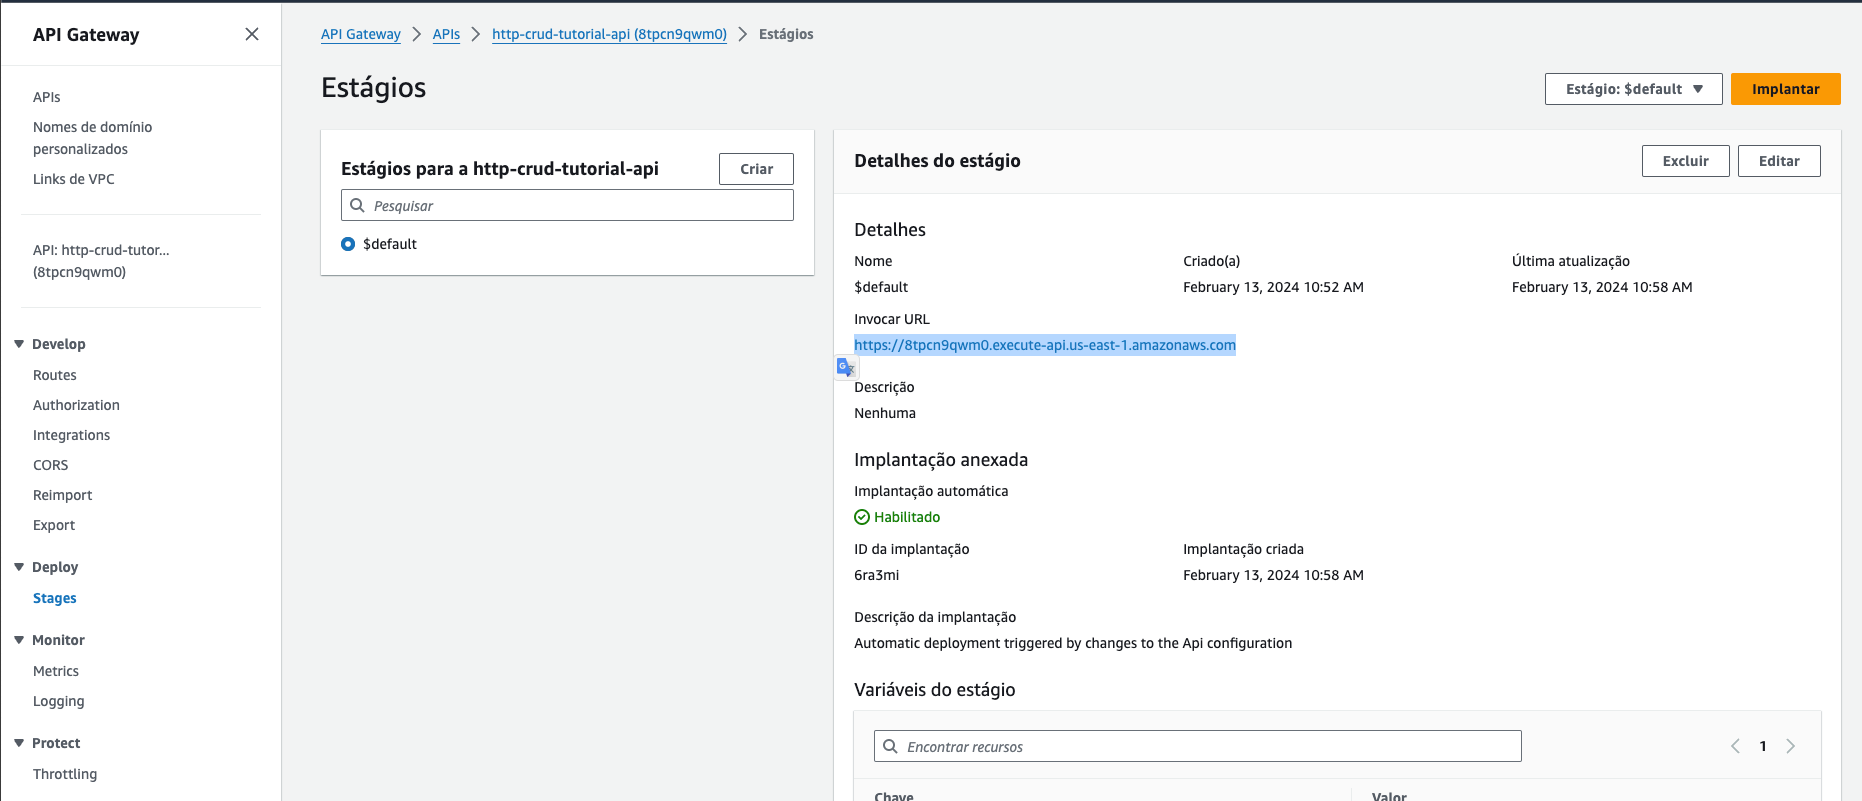 API Gateway
APIs
Nomes de domínio
personalizados
Links de VPC
API: http-crud-tutor...
(8tpcn9qwm0)
Develop
Routes
Authorization
Integrations
CORS
Reimport
Export
Deploy
Stages
Monitor
Metrics
Logging
Protect
Throttling
API Gateway > APIs > http-crud-tutorial-api (8tpcn9qwm0) > Estágios
Estágios
Estágio: $default
Implantar
Estágios para a http-crud-tutorial-api
Criar
Pesquisar
$default
Detalhes do estágio
Excluir
Editar
Detalhes
Nome
$default
Criado(a)
February 13, 2024 10:52 AM
Última atualização
February 13, 2024 10:58 AM
Invocar URL
https://8tpcn9qwm0.execute-api.us-east-1.amazonaws.com
Descrição
Nenhuma
Implantação anexada
Implantação automática
Habilitado
ID da implantação
6ra3mi
Implantação criada
February 13, 2024 10:58 AM
Descrição da implantação
Automatic deployment triggered by changes to the Api configuration
Variáveis do estágio
Encontrar recursos
1
Chave
Valor